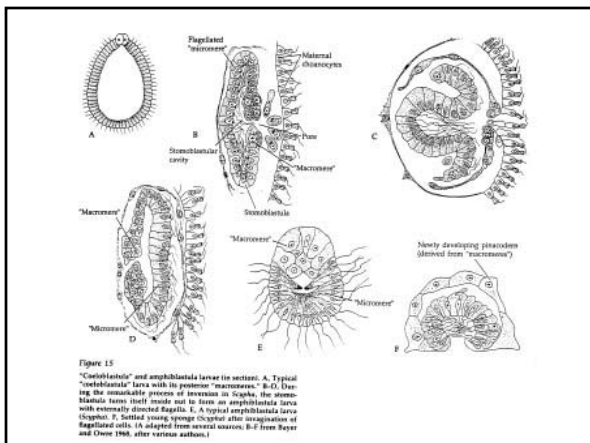 Flagellated
"micromere"
Maternal
choanocytes
A
B
Pore
C
Stomoblastular
cavity
"Macromere"
Stomoblastula
"Macromere"
"Macromere"
Newly developing pinacoderm
(derived from "macromeres")
"Micromere"
"Micromere"
D
E
F
Figure 15
"Coeloblastula" and amphiblastula larvae (in section). A, Typical
"coeloblastula" larva with its posterior "macromeres." B–D, Dur-
ing the remarkable process of inversion in Scypha, the stomo-
blastula turns itself inside out to form an amphiblastula larva
with externally directed flagella. E, A typical amphiblastula larva
(Scypha). F, Settled young sponge (Scypha) after invagination of
flagellated cells. (A adapted from several sources; B–F from Bayer
and Owre 1968, after various authors.)